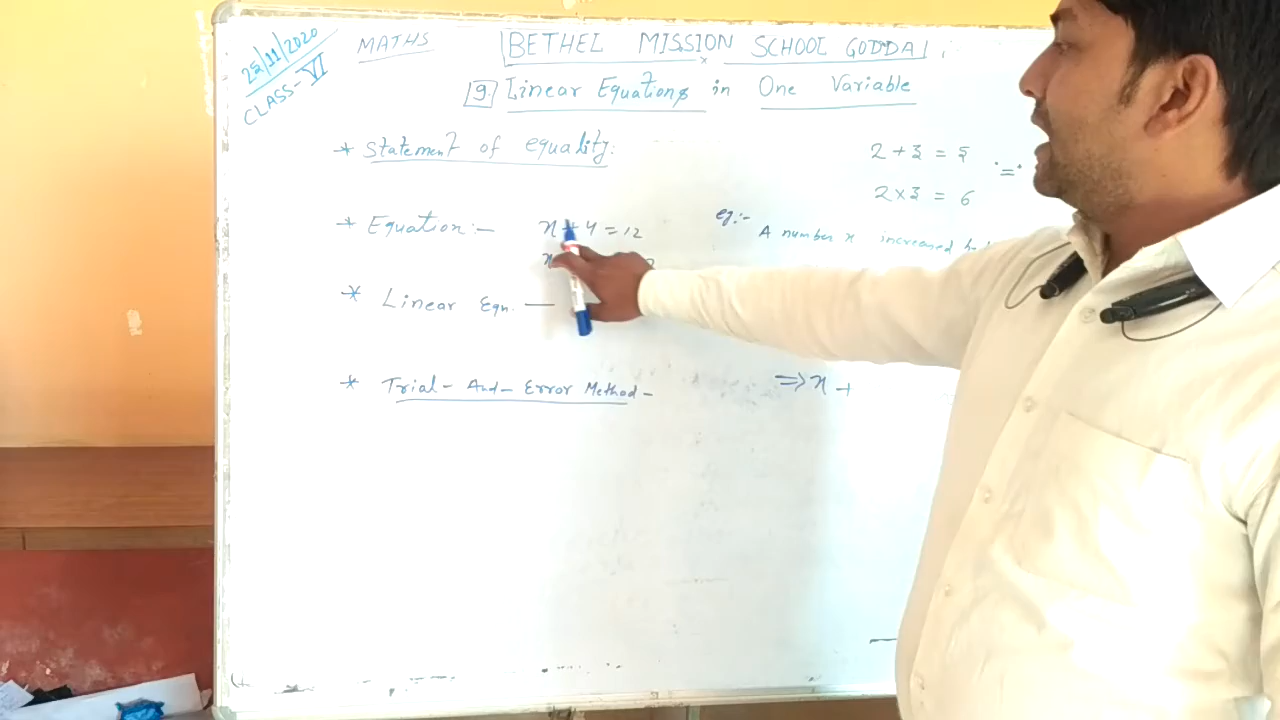 25/11/2020
CLASS-VI
MATHS
BETHEL MISSION SCHOOL GODDA
9. Linear Equations in One Variable
* Statement of equality:
2 + 3 = 5
2 × 3 = 6
"="
* Equation:- x + 4 = 12
x
eg:- A number x increased
* Linear Eqn. —
* Trial-And-Error Method-
⇒ x +